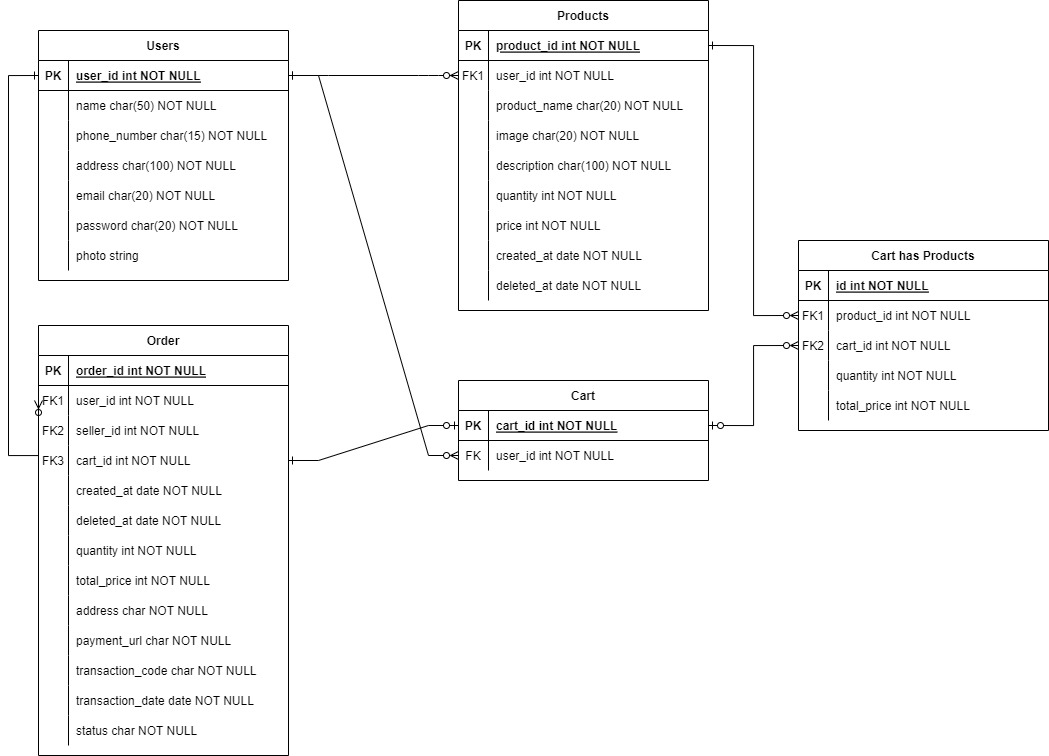 Users
PK user_id int NOT NULL
name char(50) NOT NULL
phone_number char(15) NOT NULL
address char(100) NOT NULL
email char(20) NOT NULL
password char(20) NOT NULL
photo string
Products
PK product_id int NOT NULL
FK1 user_id int NOT NULL
product_name char(20) NOT NULL
image char(20) NOT NULL
description char(100) NOT NULL
quantity int NOT NULL
price int NOT NULL
created_at date NOT NULL
deleted_at date NOT NULL
Cart has Products
PK id int NOT NULL
FK1 product_id int NOT NULL
FK2 cart_id int NOT NULL
quantity int NOT NULL
total_price int NOT NULL
Order
PK order_id int NOT NULL
FK1 user_id int NOT NULL
FK2 seller_id int NOT NULL
FK3 cart_id int NOT NULL
created_at date NOT NULL
deleted_at date NOT NULL
quantity int NOT NULL
total_price int NOT NULL
address char NOT NULL
payment_url char NOT NULL
transaction_code char NOT NULL
transaction_date date NOT NULL
status char NOT NULL
Cart
PK cart_id int NOT NULL
FK user_id int NOT NULL